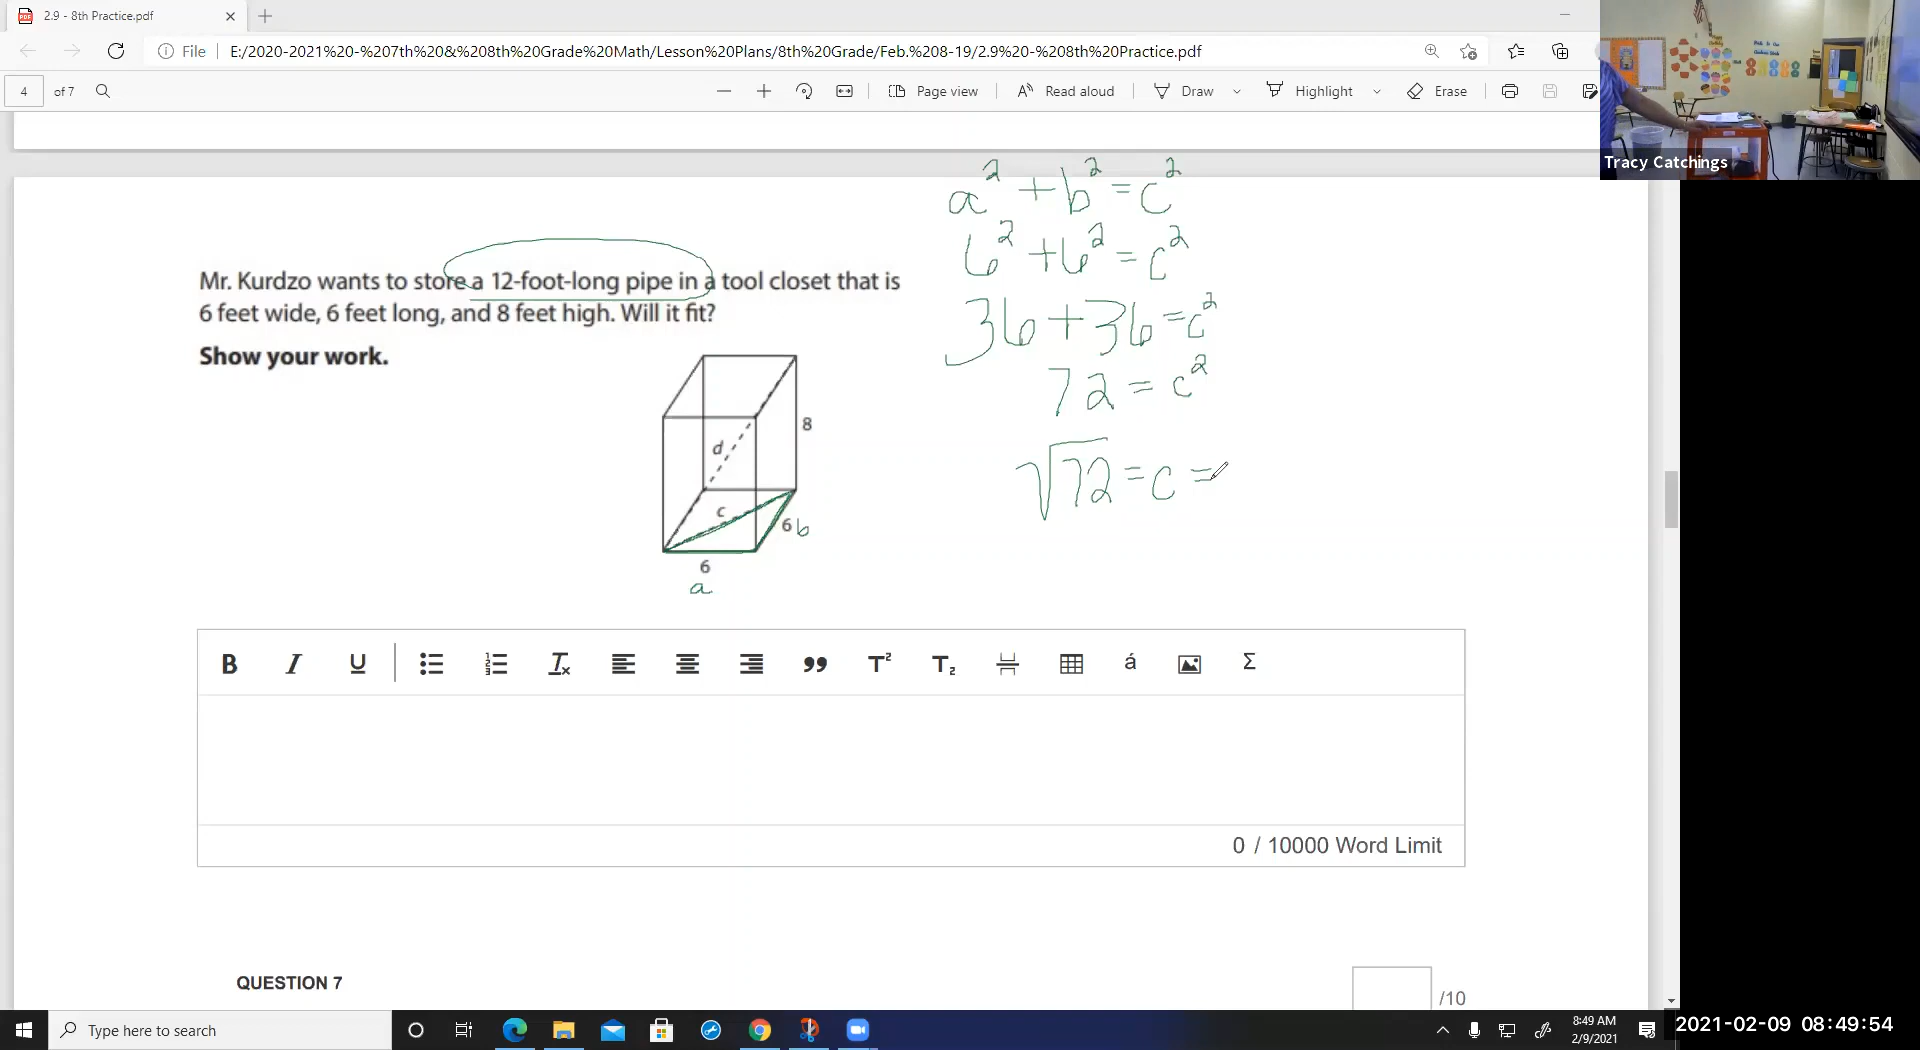 2.9 - 8th Practice.pdf
File E:/2020-2021%20-%207th%20&%208th%20Grade%20Math/Lesson%20Plans/8th%20Grade/Feb.%208-19/2.9%20-%208th%20Practice.pdf
4 of 7 Page view Read aloud Draw Highlight Erase
Tracy Catchings
a² + b² = c²
6² + 6² = c²
36 + 36 = c²
72 = c²
√72 = c =
Mr. Kurdzo wants to store a 12-foot-long pipe in a tool closet that is
6 feet wide, 6 feet long, and 8 feet high. Will it fit?
Show your work.
8
d
c
6 b
6
a
B I U T² T₂ á Σ
0 / 10000 Word Limit
QUESTION 7
/10
Type here to search
8:49 AM
2/9/2021
2021-02-09 08:49:54